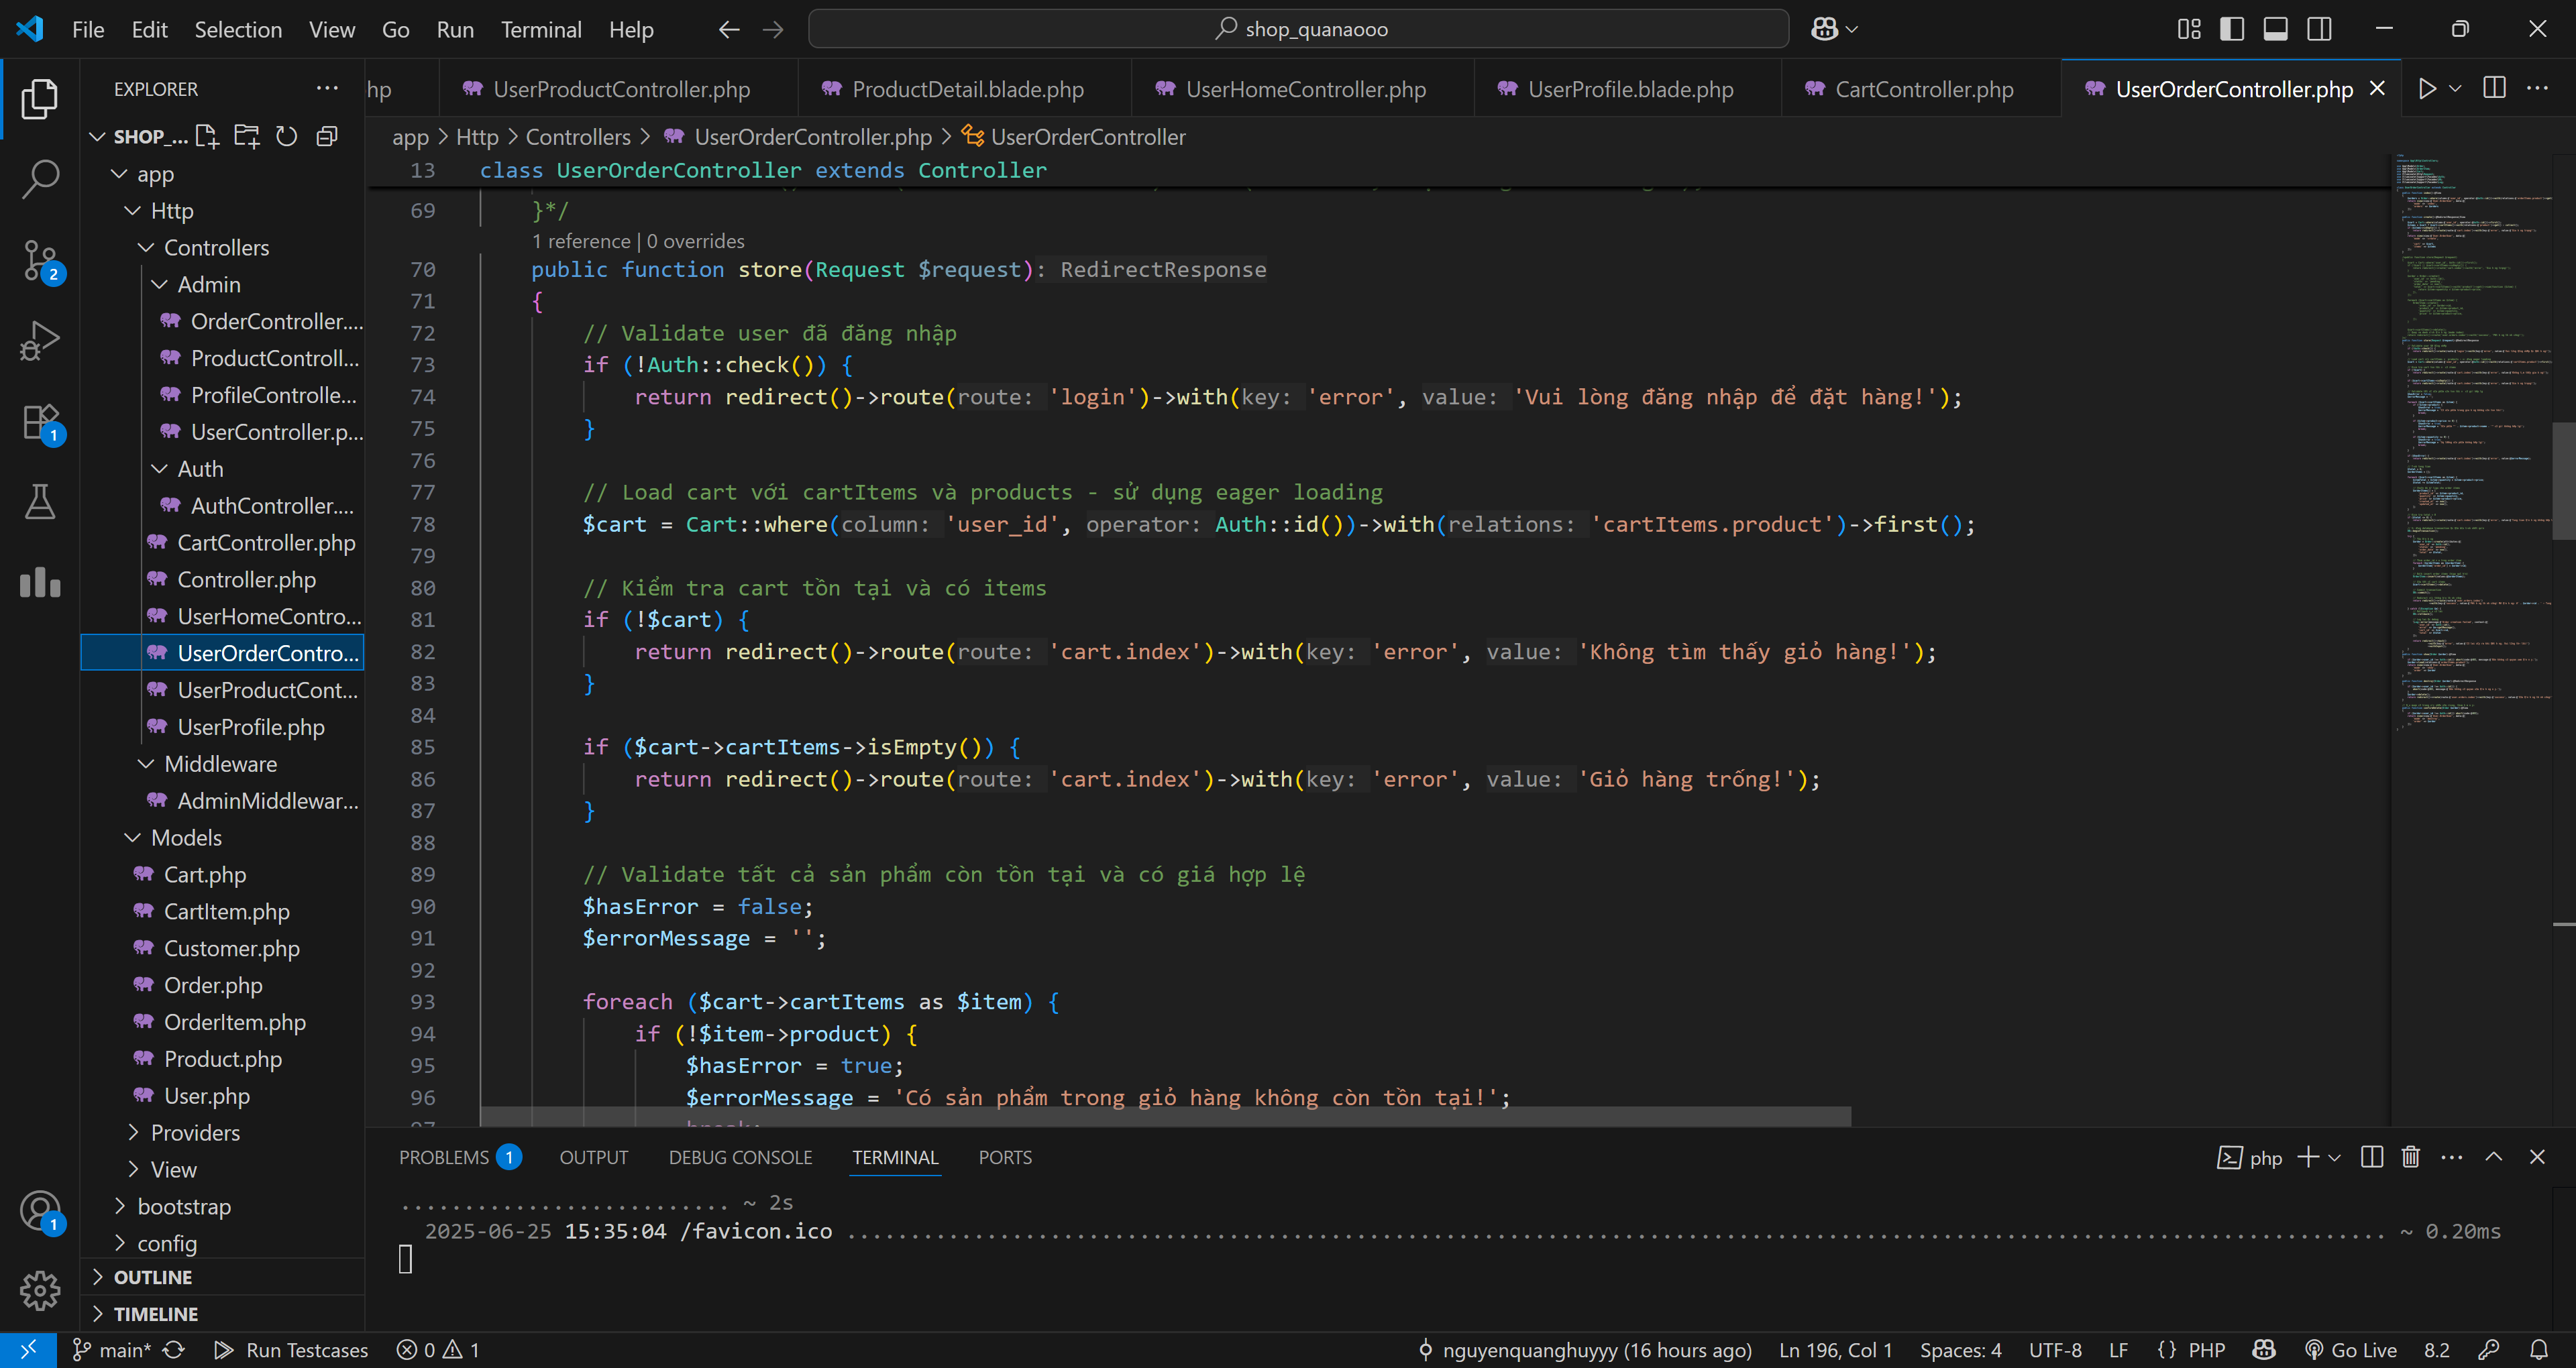 File Edit Selection View Go Run Terminal Help
shop_quanaooo
EXPLORER
hp
UserProductController.php
ProductDetail.blade.php
UserHomeController.php
UserProfile.blade.php
CartController.php
UserOrderController.php
SHOP_...
app
Http
Controllers
Admin
OrderController....
ProductControll...
ProfileControlle...
UserController.p...
Auth
AuthController....
CartController.php
Controller.php
UserHomeContro...
UserOrderContro...
UserProductCont...
UserProfile.php
Middleware
AdminMiddlewar...
Models
Cart.php
CartItem.php
Customer.php
Order.php
OrderItem.php
Product.php
User.php
Providers
View
bootstrap
config
OUTLINE
TIMELINE
2
1
1
app > Http > Controllers > UserOrderController.php > UserOrderController
13 class UserOrderController extends Controller
69 }*/
1 reference | 0 overrides
70 public function store(Request $request): RedirectResponse
71 {
72 // Validate user đã đăng nhập
73 if (!Auth::check()) {
74 return redirect()->route(route: 'login')->with(key: 'error', value: 'Vui lòng đăng nhập để đặt hàng!');
75 }
76
77 // Load cart với cartItems và products - sử dụng eager loading
78 $cart = Cart::where(column: 'user_id', operator: Auth::id())->with(relations: 'cartItems.product')->first();
79
80 // Kiểm tra cart tồn tại và có items
81 if (!$cart) {
82 return redirect()->route(route: 'cart.index')->with(key: 'error', value: 'Không tìm thấy giỏ hàng!');
83 }
84
85 if ($cart->cartItems->isEmpty()) {
86 return redirect()->route(route: 'cart.index')->with(key: 'error', value: 'Giỏ hàng trống!');
87 }
88
89 // Validate tất cả sản phẩm còn tồn tại và có giá hợp lệ
90 $hasError = false;
91 $errorMessage = '';
92
93 foreach ($cart->cartItems as $item) {
94 if (!$item->product) {
95 $hasError = true;
96 $errorMessage = 'Có sản phẩm trong giỏ hàng không còn tồn tại!';
PROBLEMS 1 OUTPUT DEBUG CONSOLE TERMINAL PORTS
php
.......................... ~ 2s
2025-06-25 15:35:04 /favicon.ico ........................................ ~ 0.20ms
main* Run Testcases 0 1
nguyenquanghuyyy (16 hours ago) Ln 196, Col 1 Spaces: 4 UTF-8 LF {} PHP Go Live 8.2